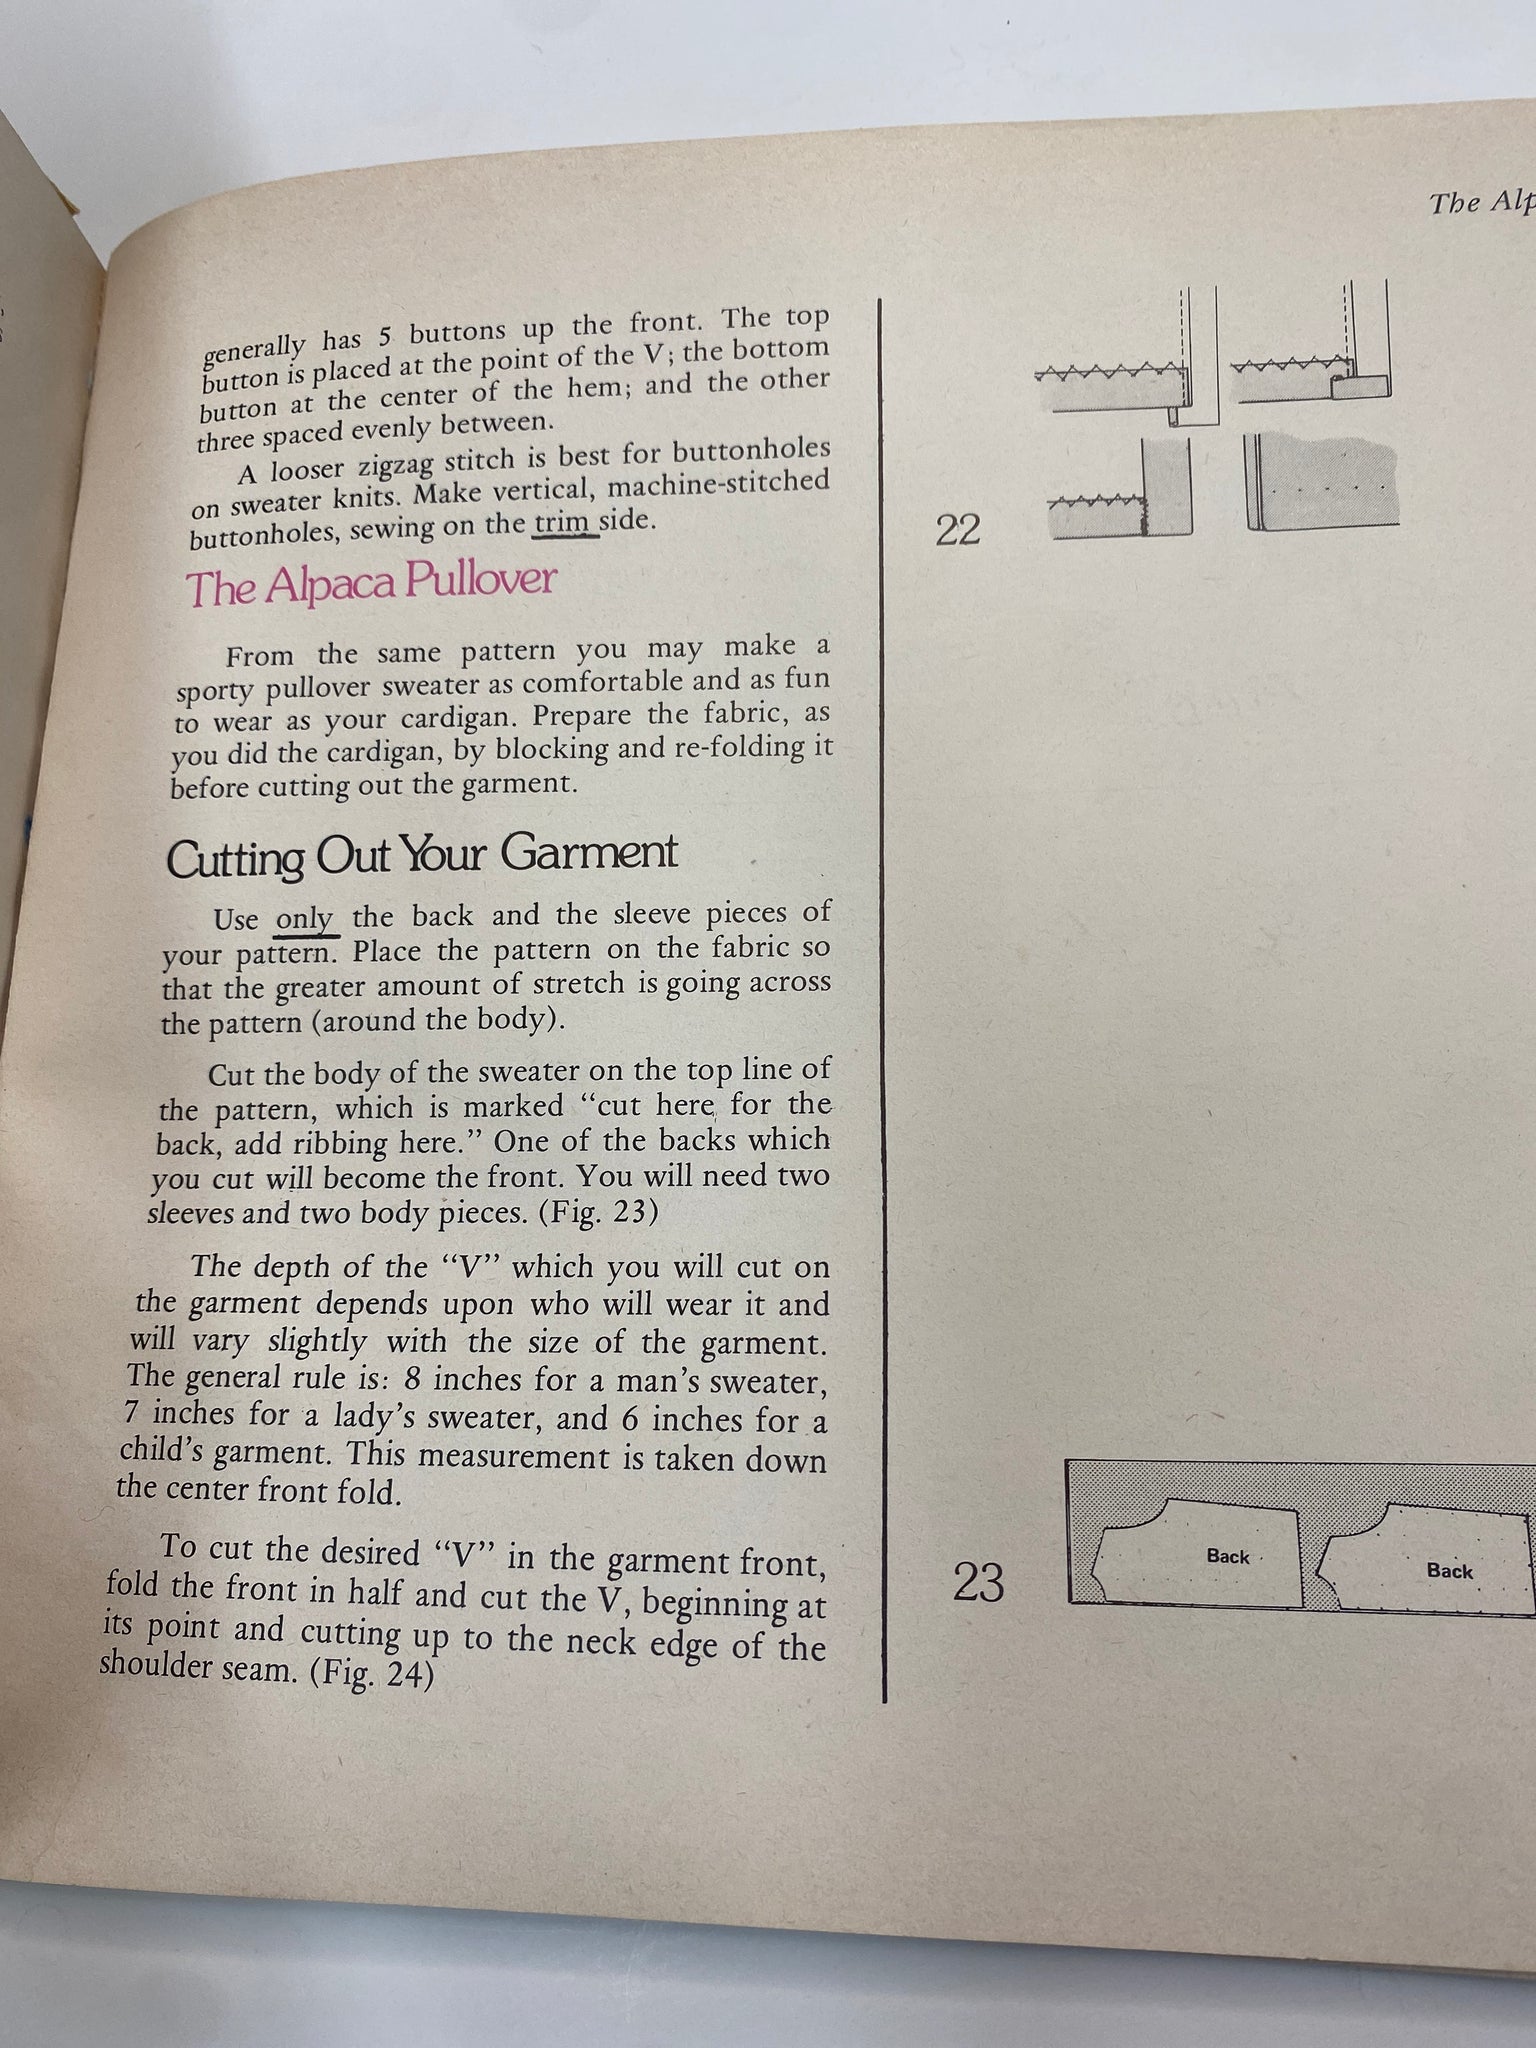 The Alp
generally has 5 buttons up the front. The top
button is placed at the point of the V; the bottom
button at the center of the hem; and the other
three spaced evenly between.
A looser zigzag stitch is best for buttonholes
on sweater knits. Make vertical, machine-stitched
buttonholes, sewing on the trim side.
The Alpaca Pullover
From the same pattern you may make a
sporty pullover sweater as comfortable and as fun
to wear as your cardigan. Prepare the fabric, as
you did the cardigan, by blocking and re-folding it
before cutting out the garment.
Cutting Out Your Garment
Use only the back and the sleeve pieces of
your pattern. Place the pattern on the fabric so
that the greater amount of stretch is going across
the pattern (around the body).
Cut the body of the sweater on the top line of
the pattern, which is marked “cut here for the
back, add ribbing here.” One of the backs which
you cut will become the front. You will need two
sleeves and two body pieces. (Fig. 23)
The depth of the “V” which you will cut on
the garment depends upon who will wear it and
will vary slightly with the size of the garment.
The general rule is: 8 inches for a man’s sweater,
7 inches for a lady’s sweater, and 6 inches for a
child’s garment. This measurement is taken down
the center front fold.
To cut the desired “V” in the garment front,
fold the front in half and cut the V, beginning at
its point and cutting up to the neck edge of the
shoulder seam. (Fig. 24)
22
23
Back
Back